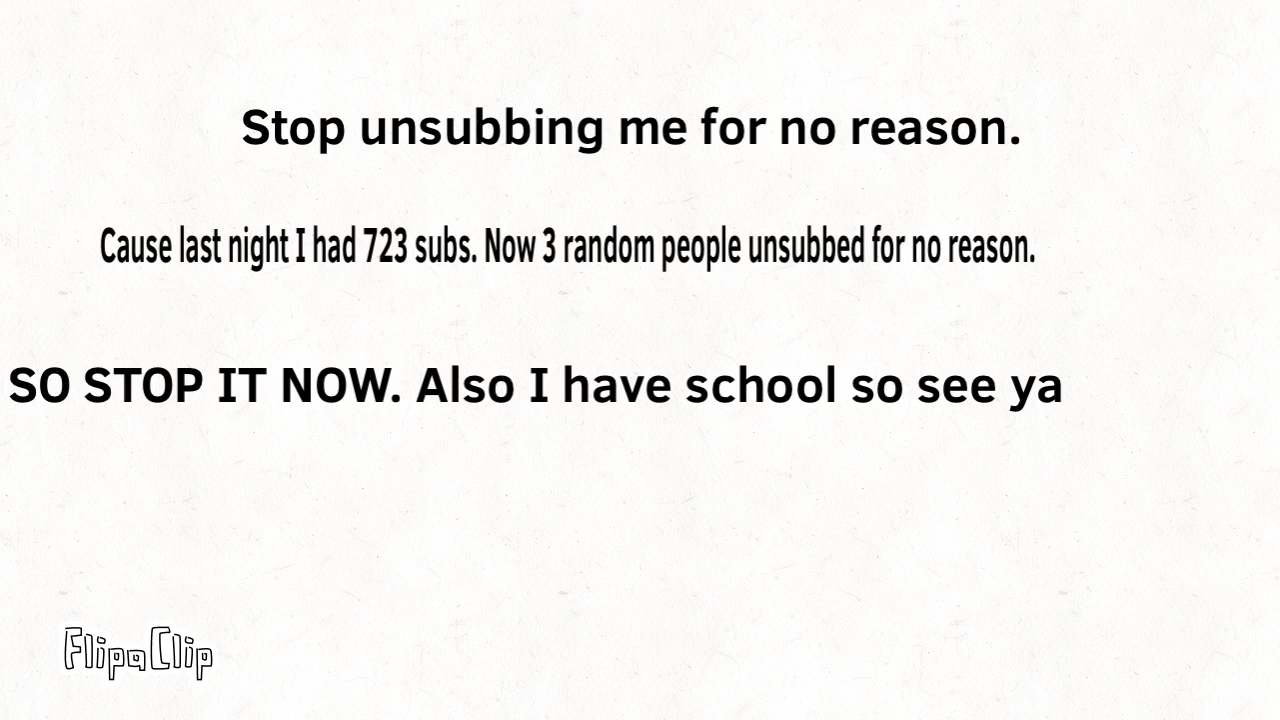 Stop unsubbing me for no reason.
Cause last night I had 723 subs. Now 3 random people unsubbed for no reason.
SO STOP IT NOW. Also I have school so see ya
FlipaClip